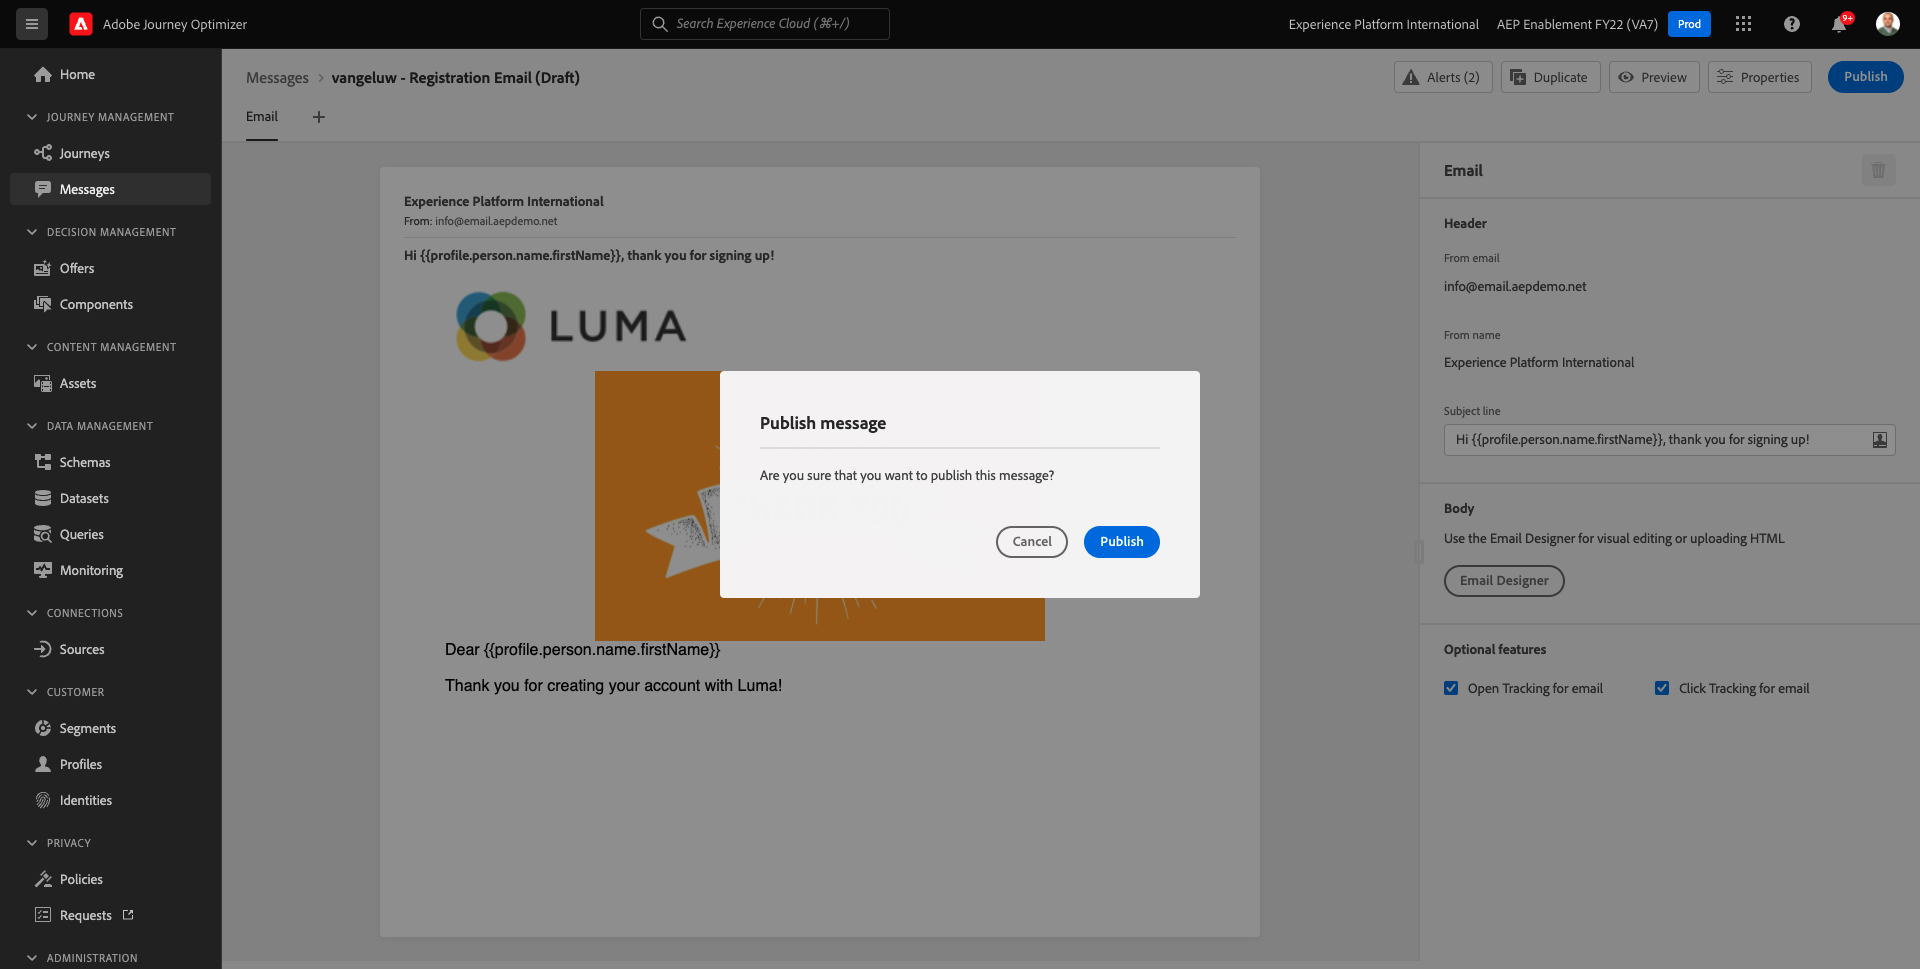 Adobe Journey Optimizer
Search Experience Cloud (⌘+/)
Experience Platform International
AEP Enablement FY22 (VA7)
Prod
9+
Home
JOURNEY MANAGEMENT
Journeys
Messages
DECISION MANAGEMENT
Offers
Components
CONTENT MANAGEMENT
Assets
DATA MANAGEMENT
Schemas
Datasets
Queries
Monitoring
CONNECTIONS
Sources
CUSTOMER
Segments
Profiles
Identities
PRIVACY
Policies
Requests
ADMINISTRATION
Messages > vangeluw - Registration Email (Draft)
Alerts (2)
Duplicate
Preview
Properties
Publish
Email
Experience Platform International
From: info@email.aepdemo.net
Hi {{profile.person.name.firstName}}, thank you for signing up!
LUMA
Publish message
Are you sure that you want to publish this message?
Cancel
Publish
Dear {{profile.person.name.firstName}}
Thank you for creating your account with Luma!
Email
Header
From email
info@email.aepdemo.net
From name
Experience Platform International
Subject line
Hi {{profile.person.name.firstName}}, thank you for signing up!
Body
Use the Email Designer for visual editing or uploading HTML
Email Designer
Optional features
Open Tracking for email
Click Tracking for email